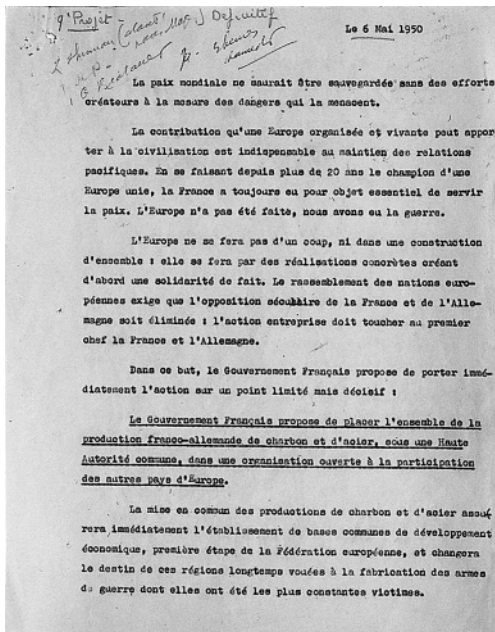 9e Projet - Definitif
Le 6 Mai 1950
La paix mondiale ne saurait être sauvegardée sans des efforts
créateurs à la mesure des dangers qui la menacent.
La contribution qu'une Europe organisée et vivante peut appor
ter à la civilisation est indispensable au maintien des relations
pacifiques. En se faisant depuis plus de 20 ans le champion d'une
Europe unie, la France a toujours eu pour objet essentiel de servir
la paix. L'Europe n'a pas été faite, nous avons eu la guerre.
L'Europe ne se fera pas d'un coup, ni dans une construction
d'ensemble : elle se fera par des réalisations concrètes créant
d'abord une solidarité de fait. Le rassemblement des nations euro-
péennes exige que l'opposition séculaire de la France et de l'Alle-
magne soit éliminée : l'action entreprise doit toucher au premier
chef la France et l'Allemagne.
Dans ce but, le Gouvernement Français propose de porter immé-
diatement l'action sur un point limité mais décisif :
Le Gouvernement Français propose de placer l'ensemble de la
production franco-allemande de charbon et d'acier, sous une Haute
Autorité commune, dans une organisation ouverte à la participation
des autres pays d'Europe.
La mise en commun des productions de charbon et d'acier assu
rera immédiatement l'établissement de bases communes de développement
économique, première étape de la Fédération européenne, et changera
le destin de ces régions longtemps vouées à la fabrication des armes
de guerre dont elles ont été les plus constantes victimes.